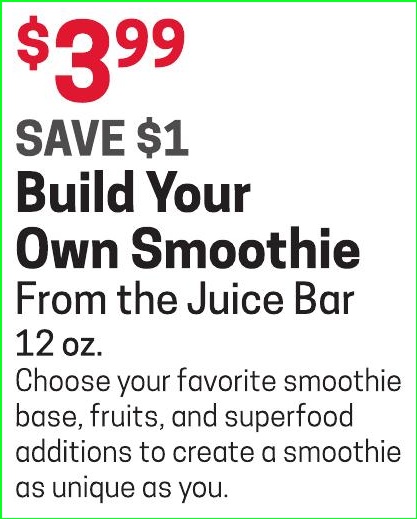 $3.99
SAVE $1
Build Your
Own Smoothie
From the Juice Bar
12 oz.
Choose your favorite smoothie
base, fruits, and superfood
additions to create a smoothie
as unique as you.